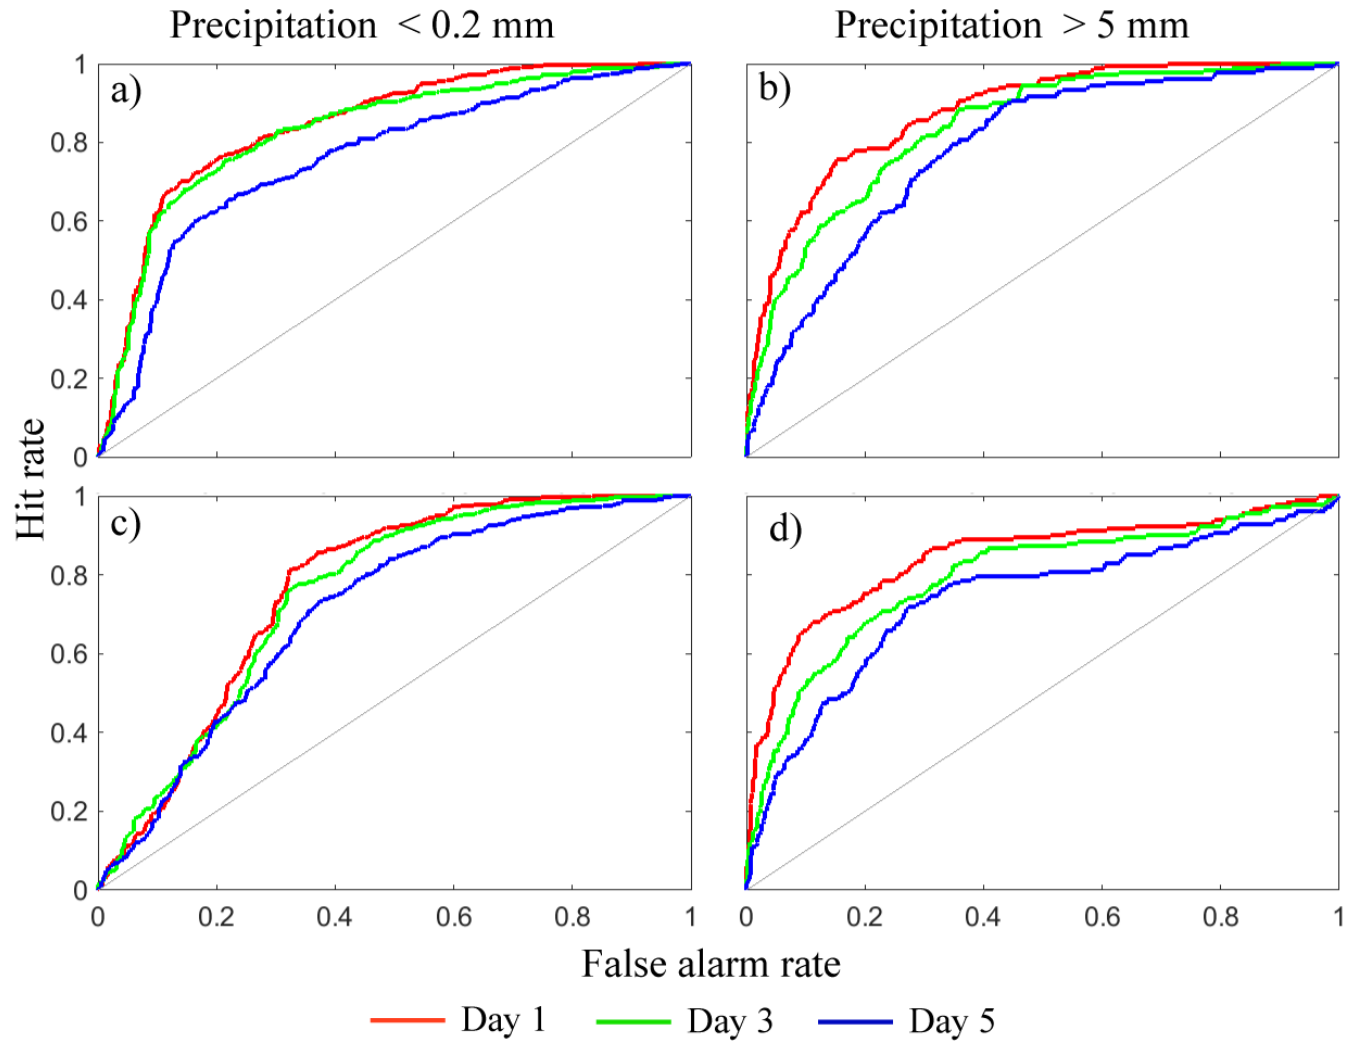 Precipitation < 0.2 mm
Precipitation > 5 mm
a)
b)
1
0.8
0.6
0.4
0.2
0
c)
d)
1
0.8
0.6
0.4
0.2
0
0 0.2 0.4 0.6 0.8 1
0 0.2 0.4 0.6 0.8 1
Hit rate
False alarm rate
Day 1 Day 3 Day 5